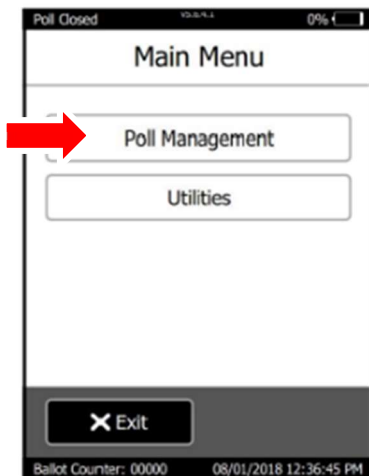 Poll Closed 0%
Main Menu
Poll Management
Utilities
Exit
Ballot Counter: 00000 08/01/2018 12:36:45 PM